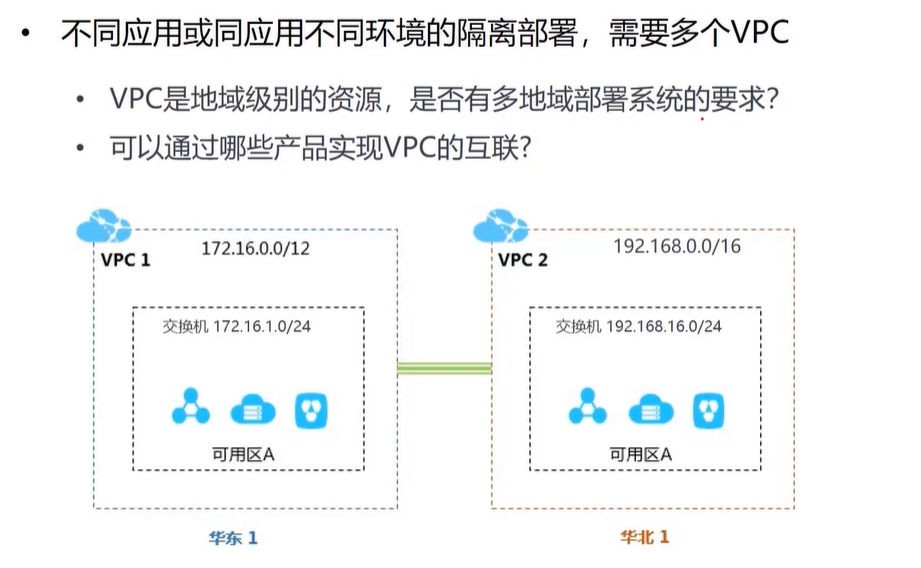 不同应用或同应用不同环境的隔离部署，需要多个VPC
VPC是地域级别的资源，是否有多地域部署系统的要求?
可以通过哪些产品实现VPC的互联?
VPC 1
172.16.0.0/12
交换机 172.16.1.0/24
可用区A
华东 1
VPC 2
192.168.0.0/16
交换机 192.168.16.0/24
可用区A
华北 1